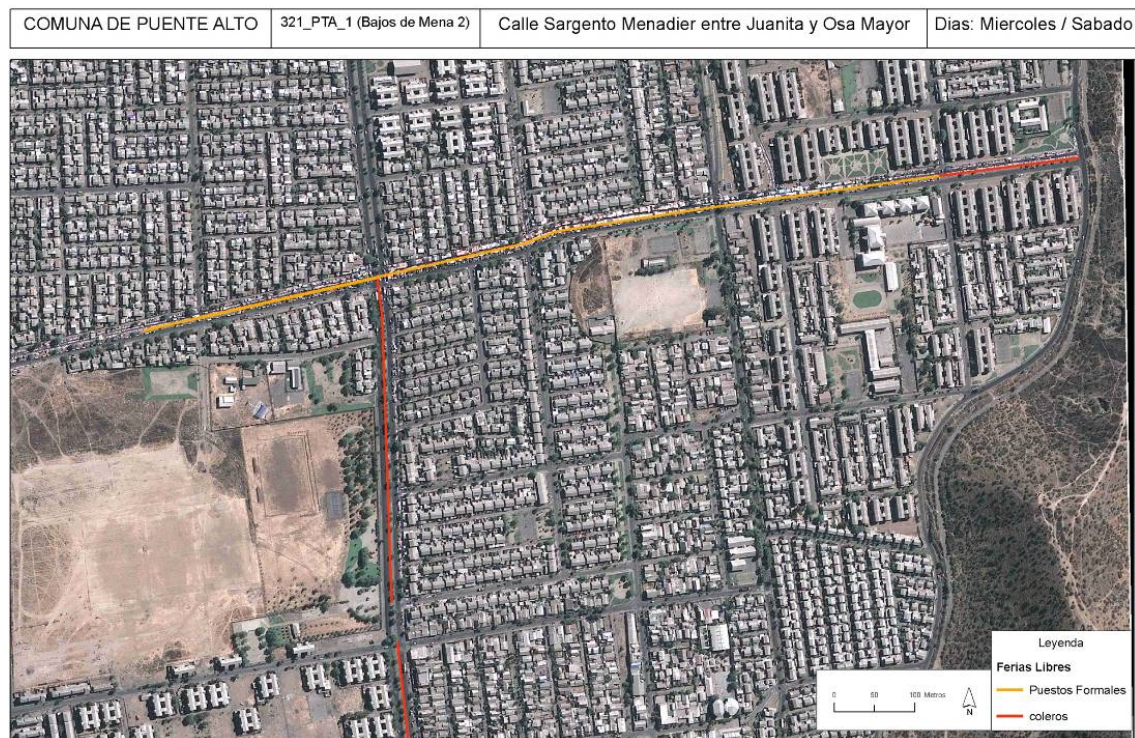 COMUNA DE PUENTE ALTO
321_PTA_1 (Bajos de Mena 2)
Calle Sargento Menadier entre Juanita y Osa Mayor
Dias: Miercoles / Sabado
Leyenda
Ferias Libres
Puestos Formales
coleros
0 50 100 Metros
N